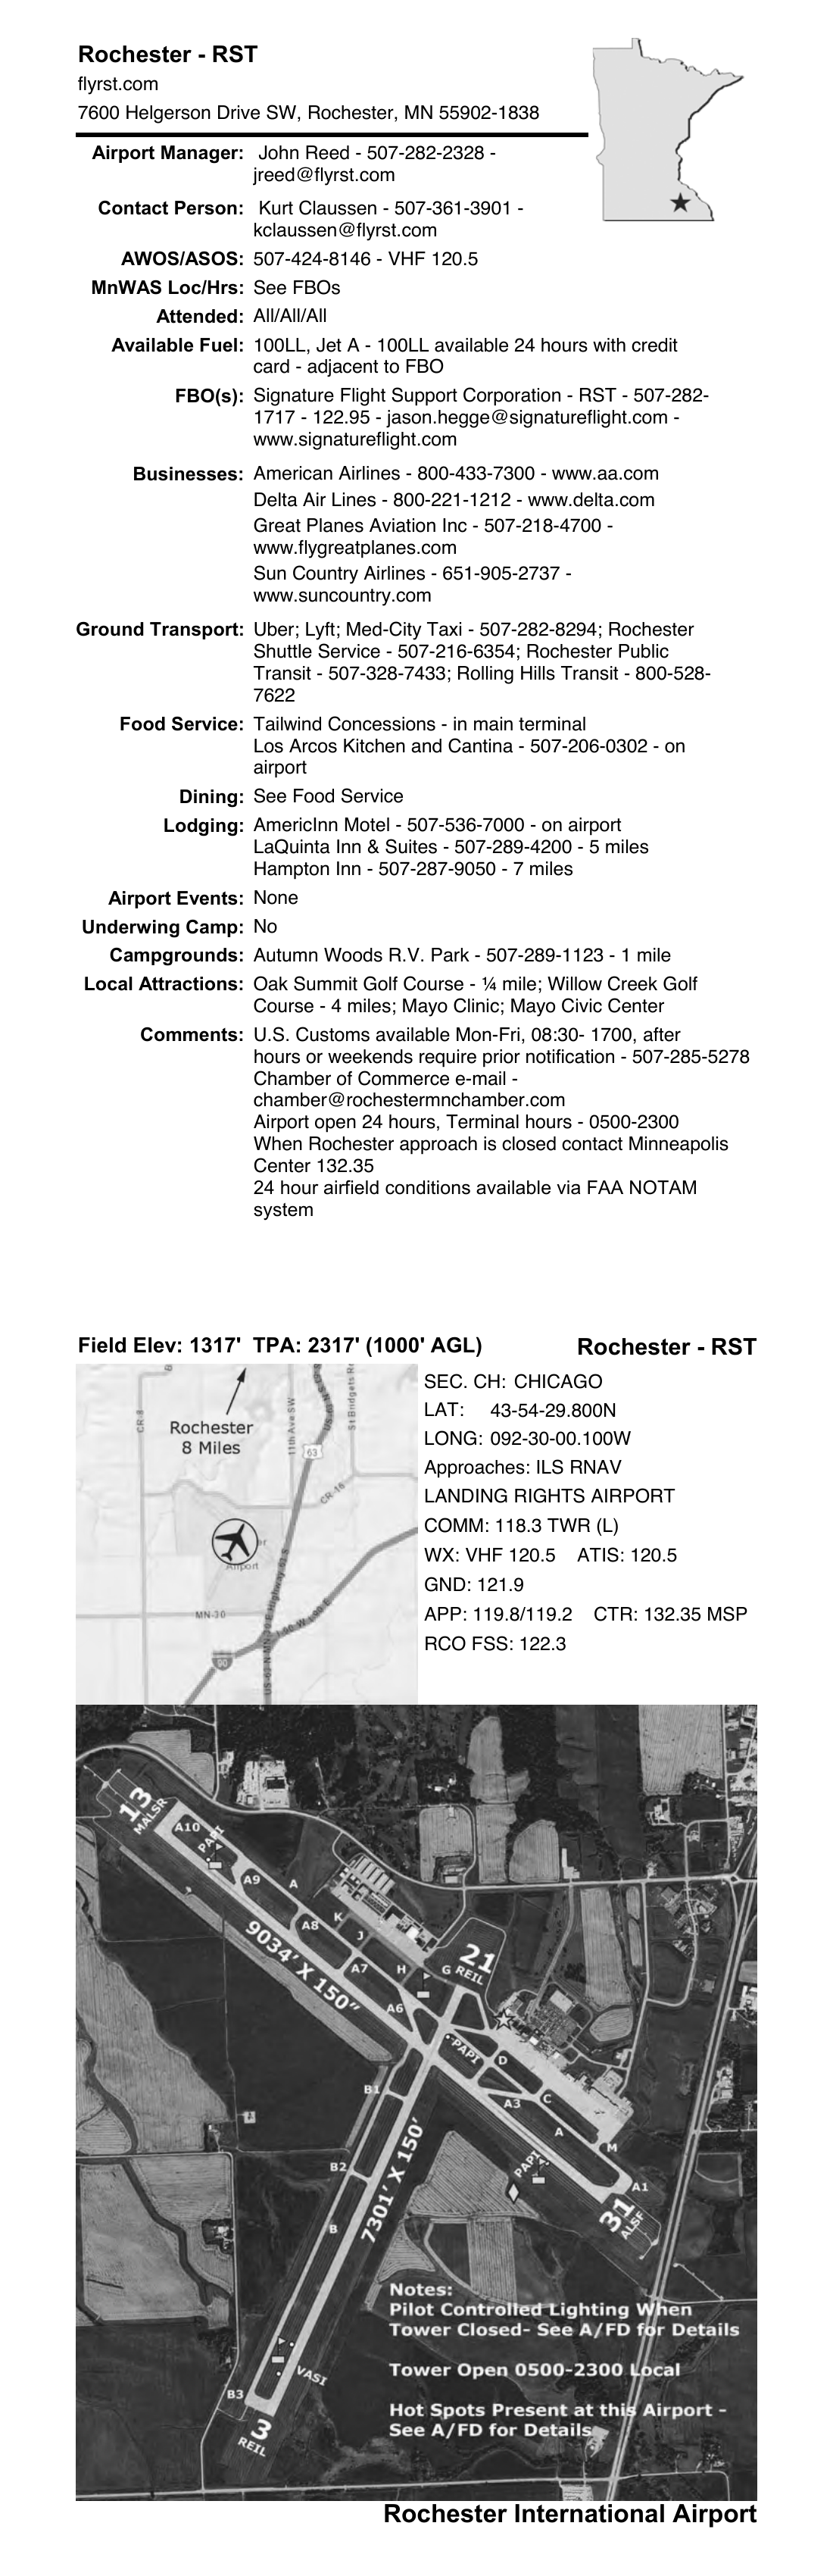 Rochester - RST
flyrst.com
7600 Helgerson Drive SW, Rochester, MN 55902-1838
Airport Manager: John Reed - 507-282-2328 -
jreed@flyrst.com
Contact Person: Kurt Claussen - 507-361-3901 -
kclaussen@flyrst.com
AWOS/ASOS: 507-424-8146 - VHF 120.5
MnWAS Loc/Hrs: See FBOs
Attended: All/All/All
Available Fuel: 100LL, Jet A - 100LL available 24 hours with credit
card - adjacent to FBO
FBO(s): Signature Flight Support Corporation - RST - 507-282-
1717 - 122.95 - jason.hegge@signatureflight.com -
www.signatureflight.com
Businesses: American Airlines - 800-433-7300 - www.aa.com
Delta Air Lines - 800-221-1212 - www.delta.com
Great Planes Aviation Inc - 507-218-4700 -
www.flygreatplanes.com
Sun Country Airlines - 651-905-2737 -
www.suncountry.com
Ground Transport: Uber; Lyft; Med-City Taxi - 507-282-8294; Rochester
Shuttle Service - 507-216-6354; Rochester Public
Transit - 507-328-7433; Rolling Hills Transit - 800-528-
7622
Food Service: Tailwind Concessions - in main terminal
Los Arcos Kitchen and Cantina - 507-206-0302 - on
airport
Dining: See Food Service
Lodging: AmericInn Motel - 507-536-7000 - on airport
LaQuinta Inn & Suites - 507-289-4200 - 5 miles
Hampton Inn - 507-287-9050 - 7 miles
Airport Events: None
Underwing Camp: No
Campgrounds: Autumn Woods R.V. Park - 507-289-1123 - 1 mile
Local Attractions: Oak Summit Golf Course - ¼ mile; Willow Creek Golf
Course - 4 miles; Mayo Clinic; Mayo Civic Center
Comments: U.S. Customs available Mon-Fri, 08:30- 1700, after
hours or weekends require prior notification - 507-285-5278
Chamber of Commerce e-mail -
chamber@rochestermnchamber.com
Airport open 24 hours, Terminal hours - 0500-2300
When Rochester approach is closed contact Minneapolis
Center 132.35
24 hour airfield conditions available via FAA NOTAM
system
Field Elev: 1317' TPA: 2317' (1000' AGL)
Rochester - RST
Rochester
8 Miles
CR-8
11th Ave SW
63
CR-16
Airport
MN-30
90
SEC. CH: CHICAGO
LAT: 43-54-29.800N
LONG: 092-30-00.100W
Approaches: ILS RNAV
LANDING RIGHTS AIRPORT
COMM: 118.3 TWR (L)
WX: VHF 120.5 ATIS: 120.5
GND: 121.9
APP: 119.8/119.2 CTR: 132.35 MSP
RCO FSS: 122.3
13
MALSR
A10
PAPI
A9
A
A8
K
J
9034' X 150"
A7
H
G
21
REIL
A6
PAPI
D
B1
A3
C
A
M
7301' X 150'
B2
PAPI
A1
31
ALSF
B
VASI
B3
3
REIL
Notes:
Pilot Controlled Lighting When
Tower Closed- See A/FD for Details
Tower Open 0500-2300 Local
Hot Spots Present at this Airport -
See A/FD for Details
Rochester International Airport